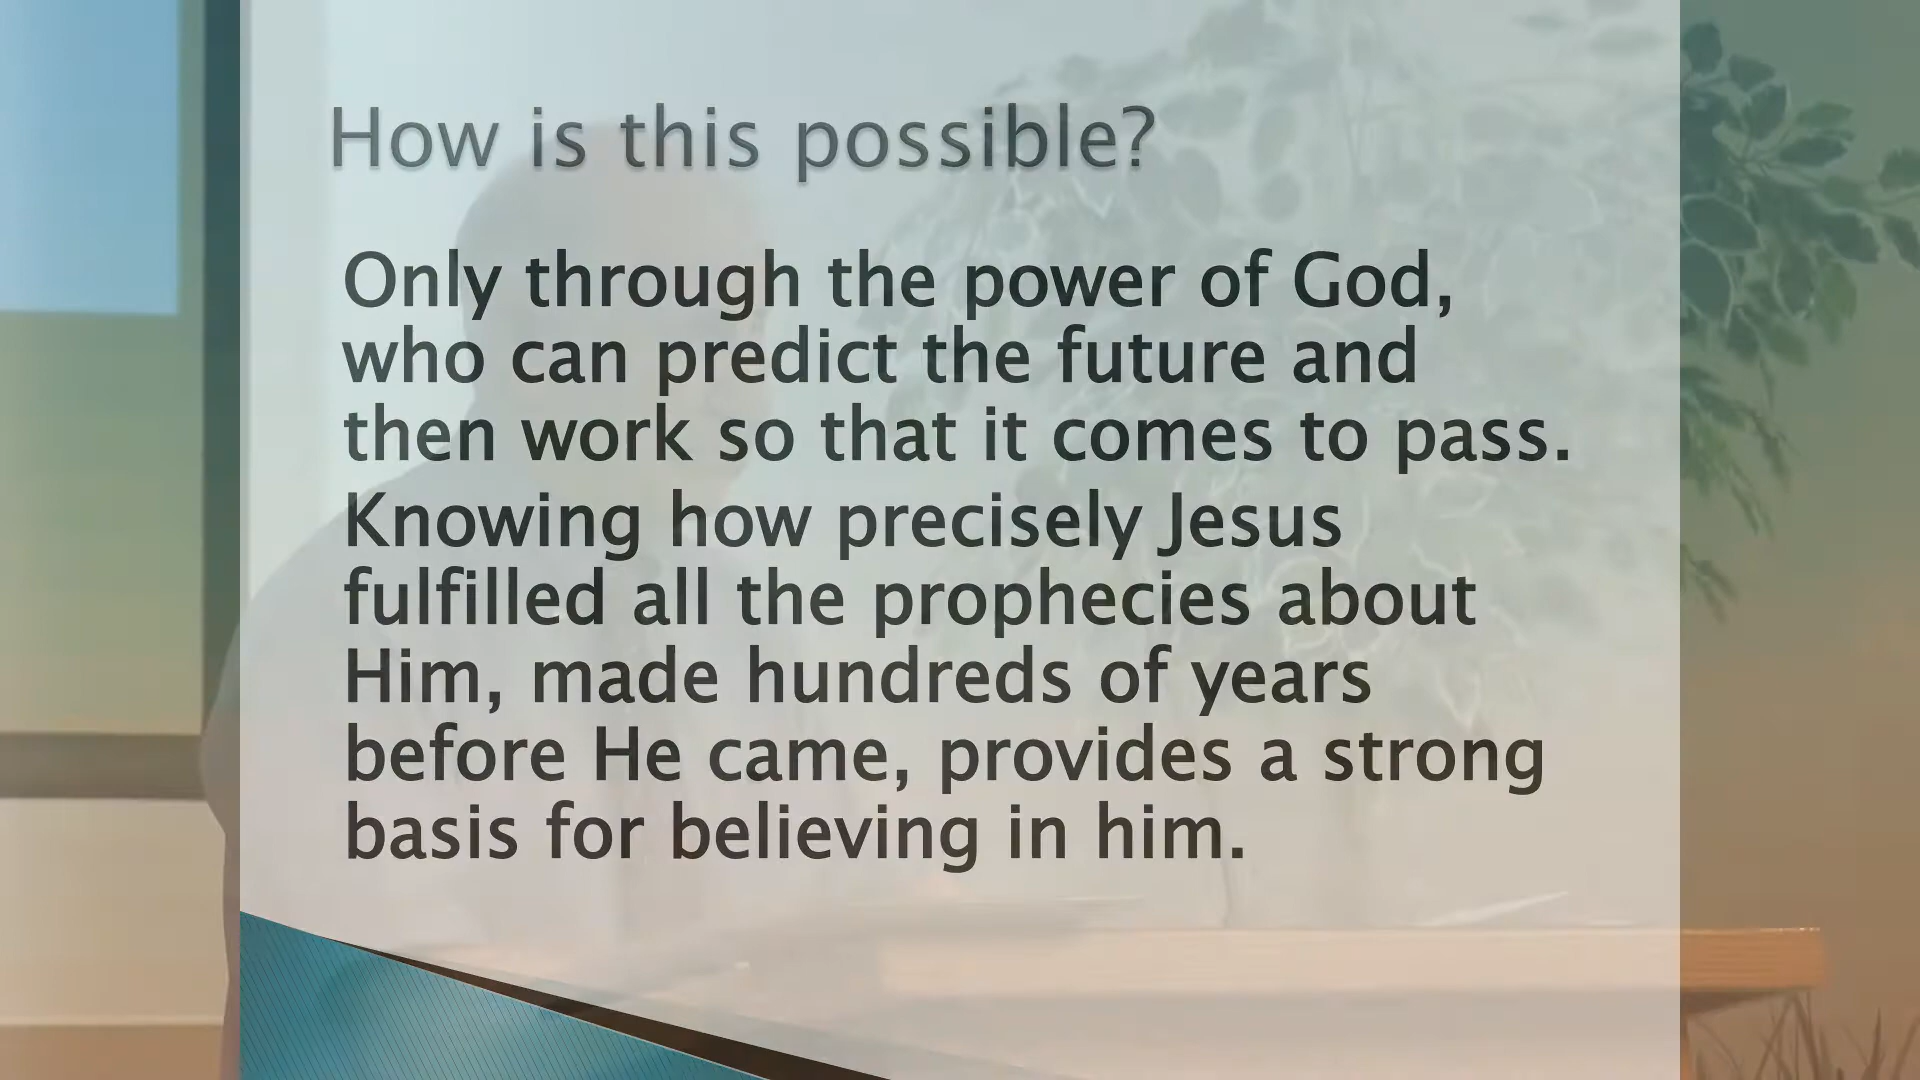 How is this possible?
Only through the power of God,
who can predict the future and
then work so that it comes to pass.
Knowing how precisely Jesus
fulfilled all the prophecies about
Him, made hundreds of years
before He came, provides a strong
basis for believing in him.